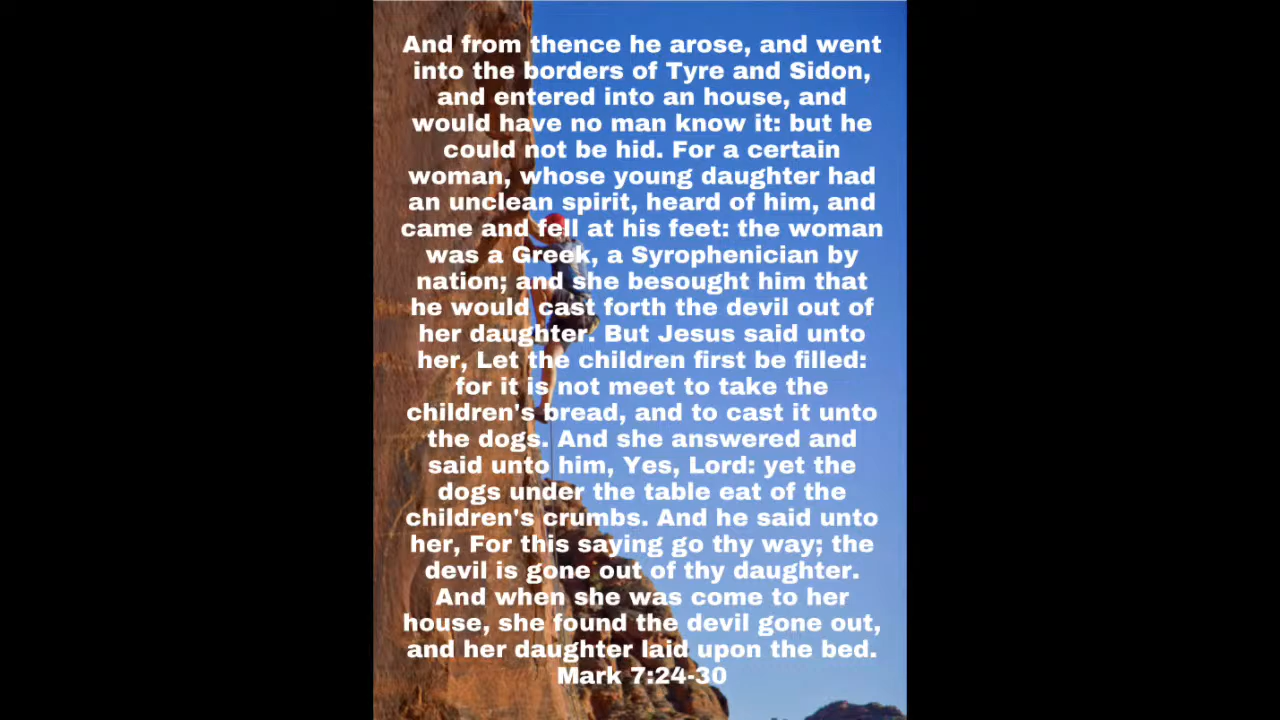 And from thence he arose, and went
into the borders of Tyre and Sidon,
and entered into an house, and
would have no man know it: but he
could not be hid. For a certain
woman, whose young daughter had
an unclean spirit, heard of him, and
came and fell at his feet: the woman
was a Greek, a Syrophenician by
nation; and she besought him that
he would cast forth the devil out of
her daughter. But Jesus said unto
her, Let the children first be filled:
for it is not meet to take the
children's bread, and to cast it unto
the dogs. And she answered and
said unto him, Yes, Lord: yet the
dogs under the table eat of the
children's crumbs. And he said unto
her, For this saying go thy way; the
devil is gone out of thy daughter.
And when she was come to her
house, she found the devil gone out,
and her daughter laid upon the bed.
Mark 7:24-30